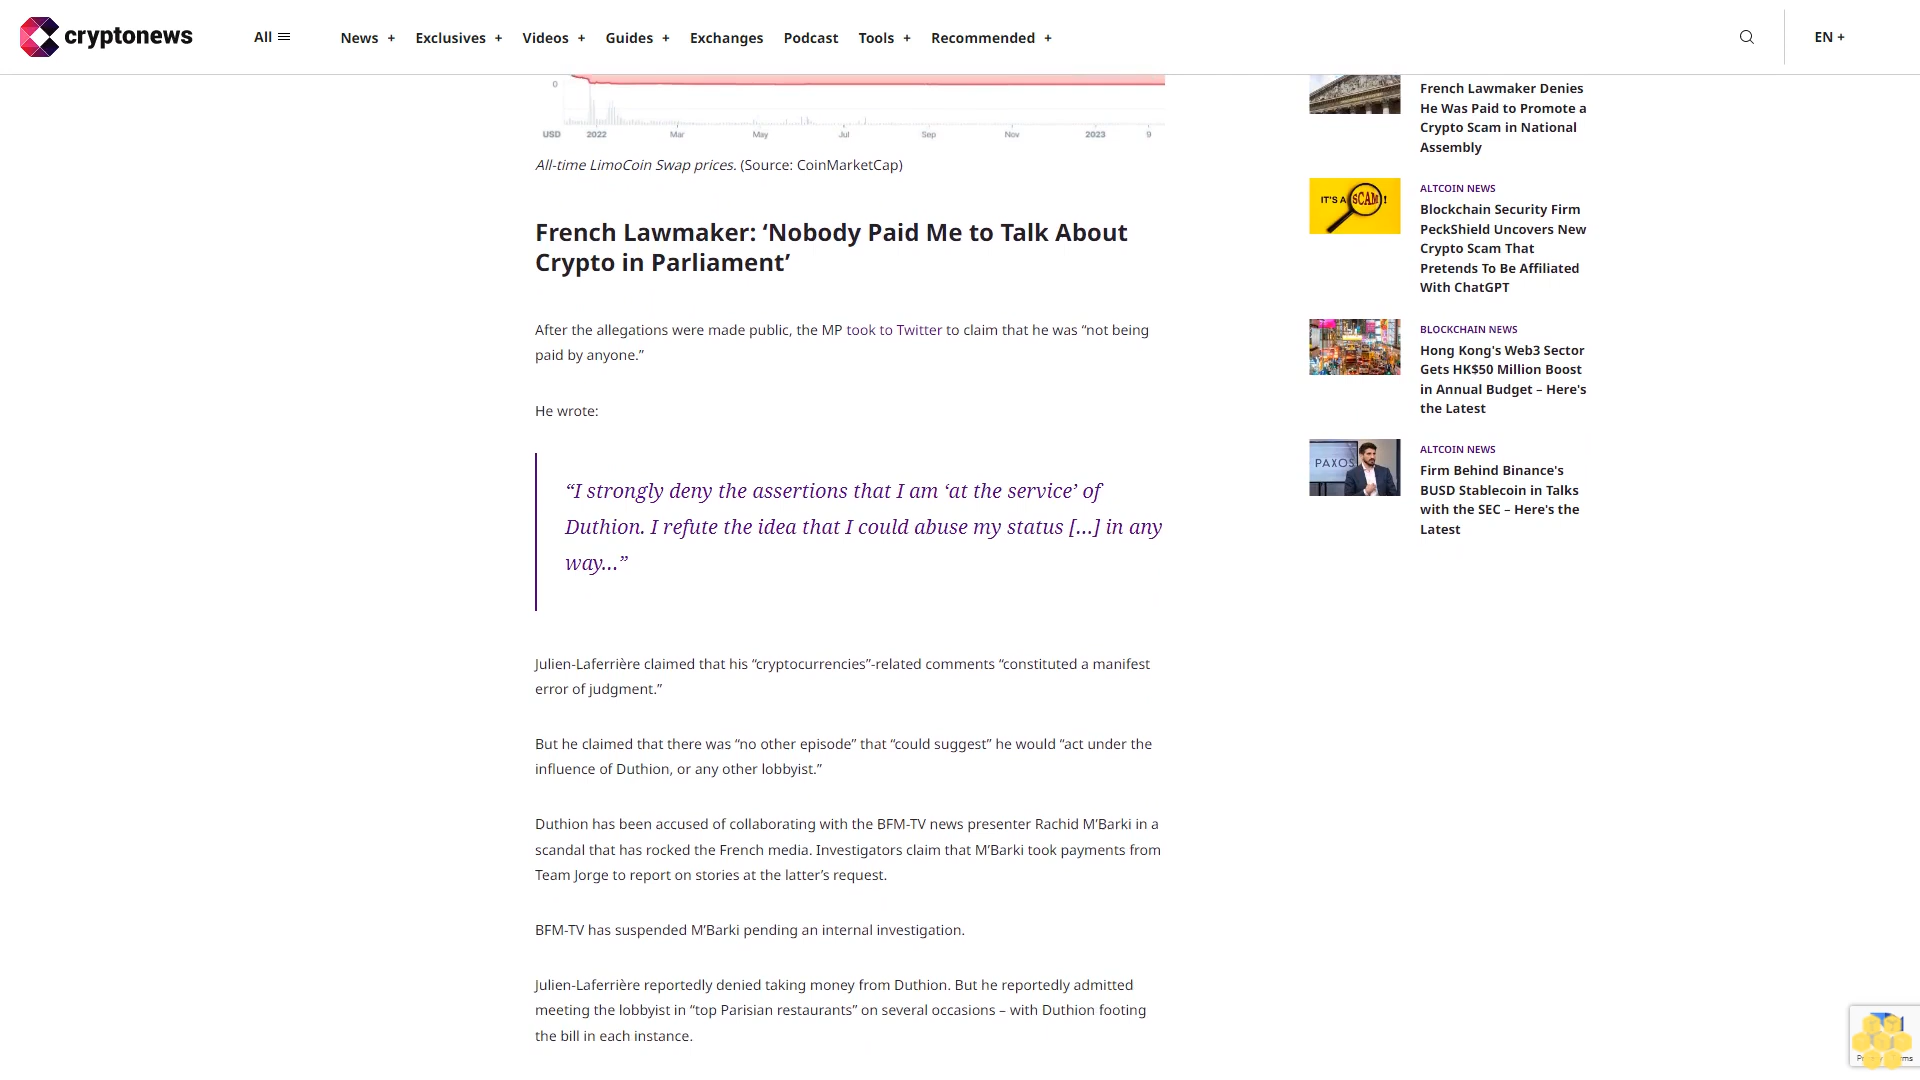 cryptonews
All
News +
Exclusives +
Videos +
Guides +
Exchanges
Podcast
Tools +
Recommended +
EN +
0
USD 2022 Mar May Jul Sep Nov 2023 9
All-time LimoCoin Swap prices. (Source: CoinMarketCap)
French Lawmaker: ‘Nobody Paid Me to Talk About
Crypto in Parliament’
After the allegations were made public, the MP took to Twitter to claim that he was “not being
paid by anyone.”
He wrote:
“I strongly deny the assertions that I am ‘at the service’ of
Duthion. I refute the idea that I could abuse my status […] in any
way…”
Julien-Laferrière claimed that his “cryptocurrencies”-related comments “constituted a manifest
error of judgment.”
But he claimed that there was “no other episode” that “could suggest” he would “act under the
influence of Duthion, or any other lobbyist.”
Duthion has been accused of collaborating with the BFM-TV news presenter Rachid M’Barki in a
scandal that has rocked the French media. Investigators claim that M’Barki took payments from
Team Jorge to report on stories at the latter’s request.
BFM-TV has suspended M’Barki pending an internal investigation.
Julien-Laferrière reportedly denied taking money from Duthion. But he reportedly admitted
meeting the lobbyist in “top Parisian restaurants” on several occasions – with Duthion footing
the bill in each instance.
French Lawmaker Denies
He Was Paid to Promote a
Crypto Scam in National
Assembly
IT'S A SCAM !
ALTCOIN NEWS
Blockchain Security Firm
PeckShield Uncovers New
Crypto Scam That
Pretends To Be Affiliated
With ChatGPT
BLOCKCHAIN NEWS
Hong Kong's Web3 Sector
Gets HK$50 Million Boost
in Annual Budget – Here's
the Latest
PAXOS
ALTCOIN NEWS
Firm Behind Binance's
BUSD Stablecoin in Talks
with the SEC – Here's the
Latest